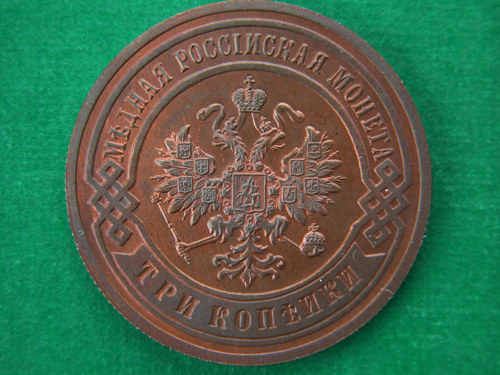 МѢДНАЯ РОССІЙСКАЯ МОНЕТА
ТРИ КОПѢЙКИ